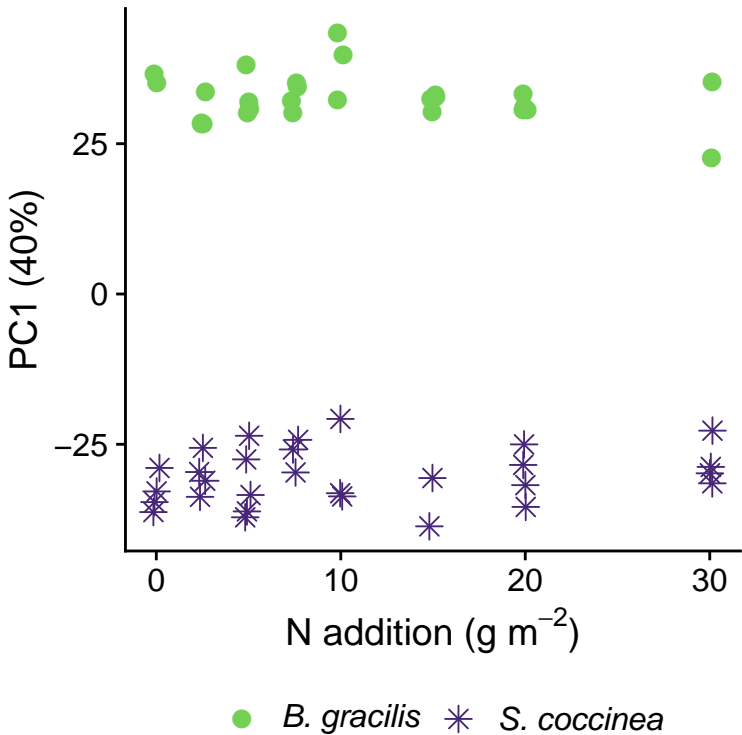 PC1 (40%)
25
0
−25
0 10 20 30
N addition (g m⁻²)
B. gracilis S. coccinea